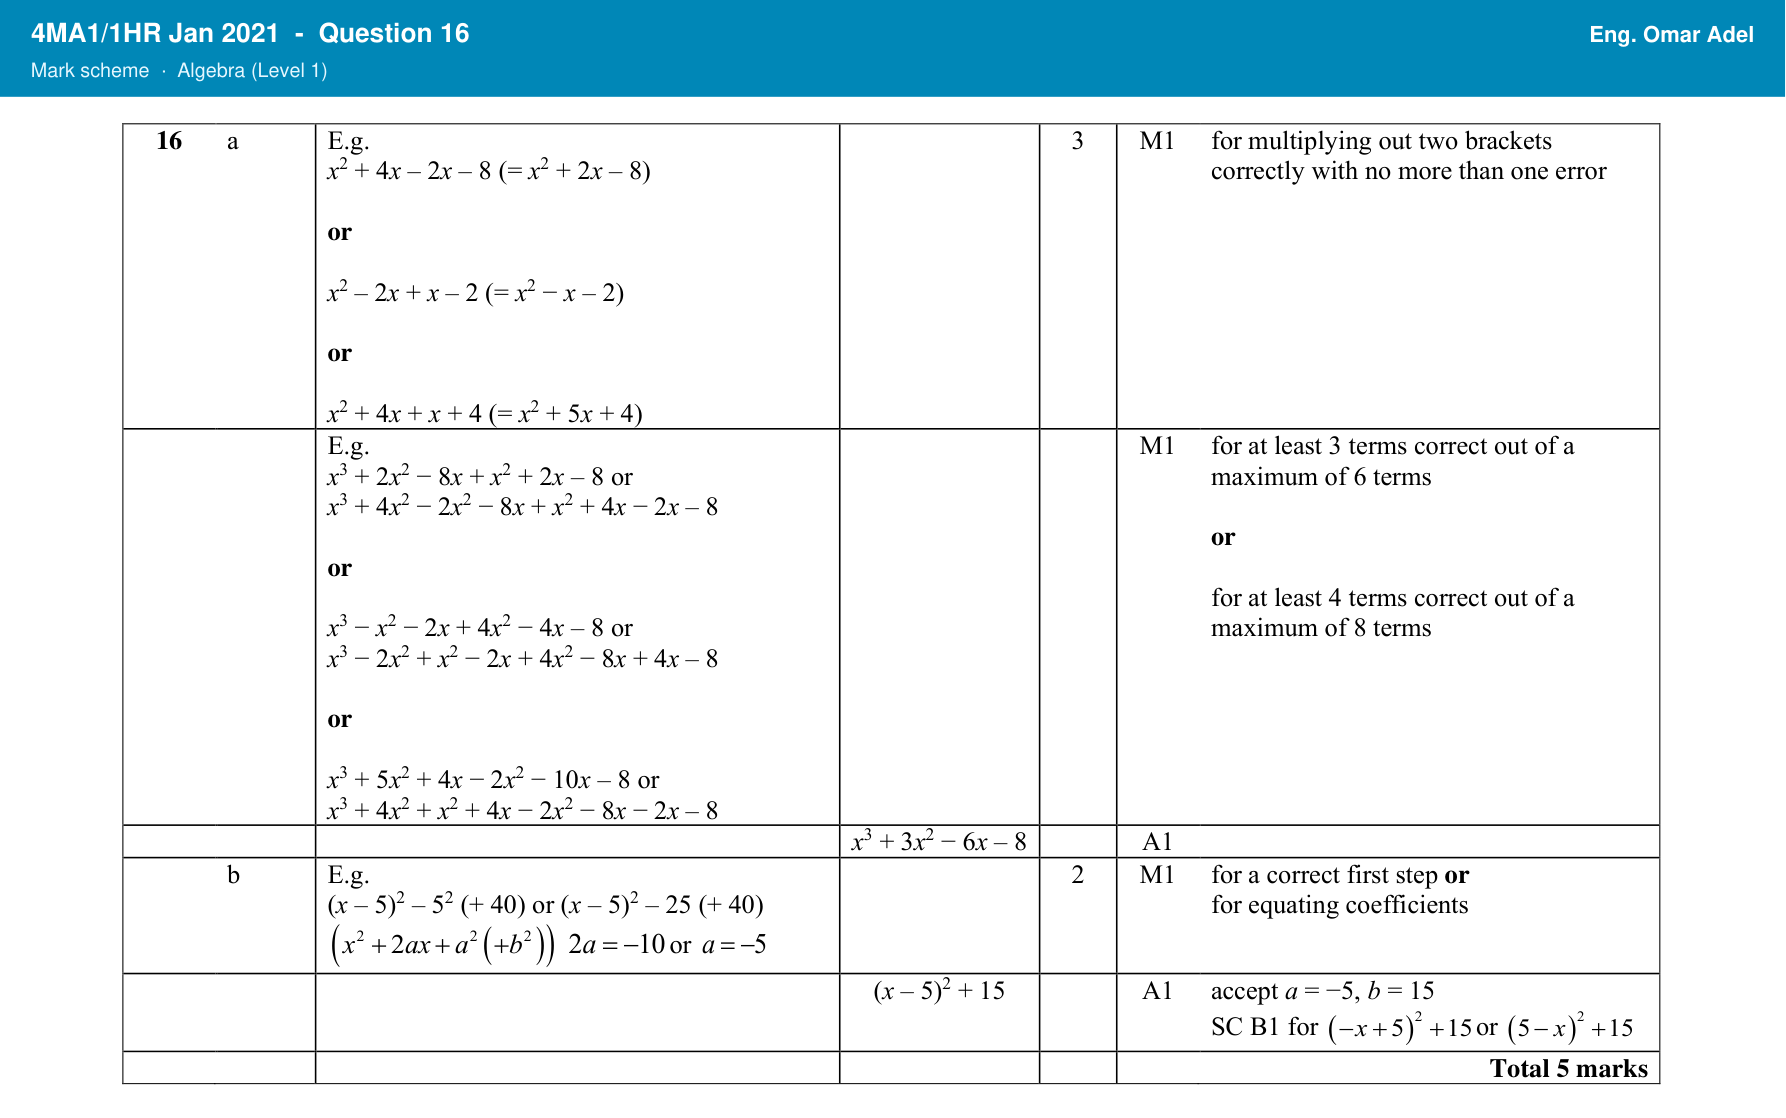 4MA1/1HR Jan 2021 - Question 16
Eng. Omar Adel
Mark scheme · Algebra (Level 1)
16 a E.g. 3 M1 for multiplying out two brackets
x² + 4x – 2x – 8 (= x² + 2x – 8) correctly with no more than one error
or
x² – 2x + x – 2 (= x² − x – 2)
or
x² + 4x + x + 4 (= x² + 5x + 4)
E.g. M1 for at least 3 terms correct out of a
x³ + 2x² − 8x + x² + 2x – 8 or maximum of 6 terms
x³ + 4x² − 2x² − 8x + x² + 4x − 2x – 8
or
or
for at least 4 terms correct out of a
x³ − x² − 2x + 4x² − 4x – 8 or maximum of 8 terms
x³ − 2x² + x² − 2x + 4x² − 8x + 4x – 8
or
x³ + 5x² + 4x − 2x² − 10x – 8 or
x³ + 4x² + x² + 4x − 2x² − 8x − 2x – 8
x³ + 3x² − 6x – 8 A1
b E.g. 2 M1 for a correct first step or
(x – 5)² – 5² (+ 40) or (x – 5)² – 25 (+ 40) for equating coefficients
(x² + 2ax + a² (+b²)) 2a = −10 or a = −5
(x – 5)² + 15 A1 accept a = −5, b = 15
SC B1 for (−x + 5)² + 15 or (5 − x)² + 15
Total 5 marks